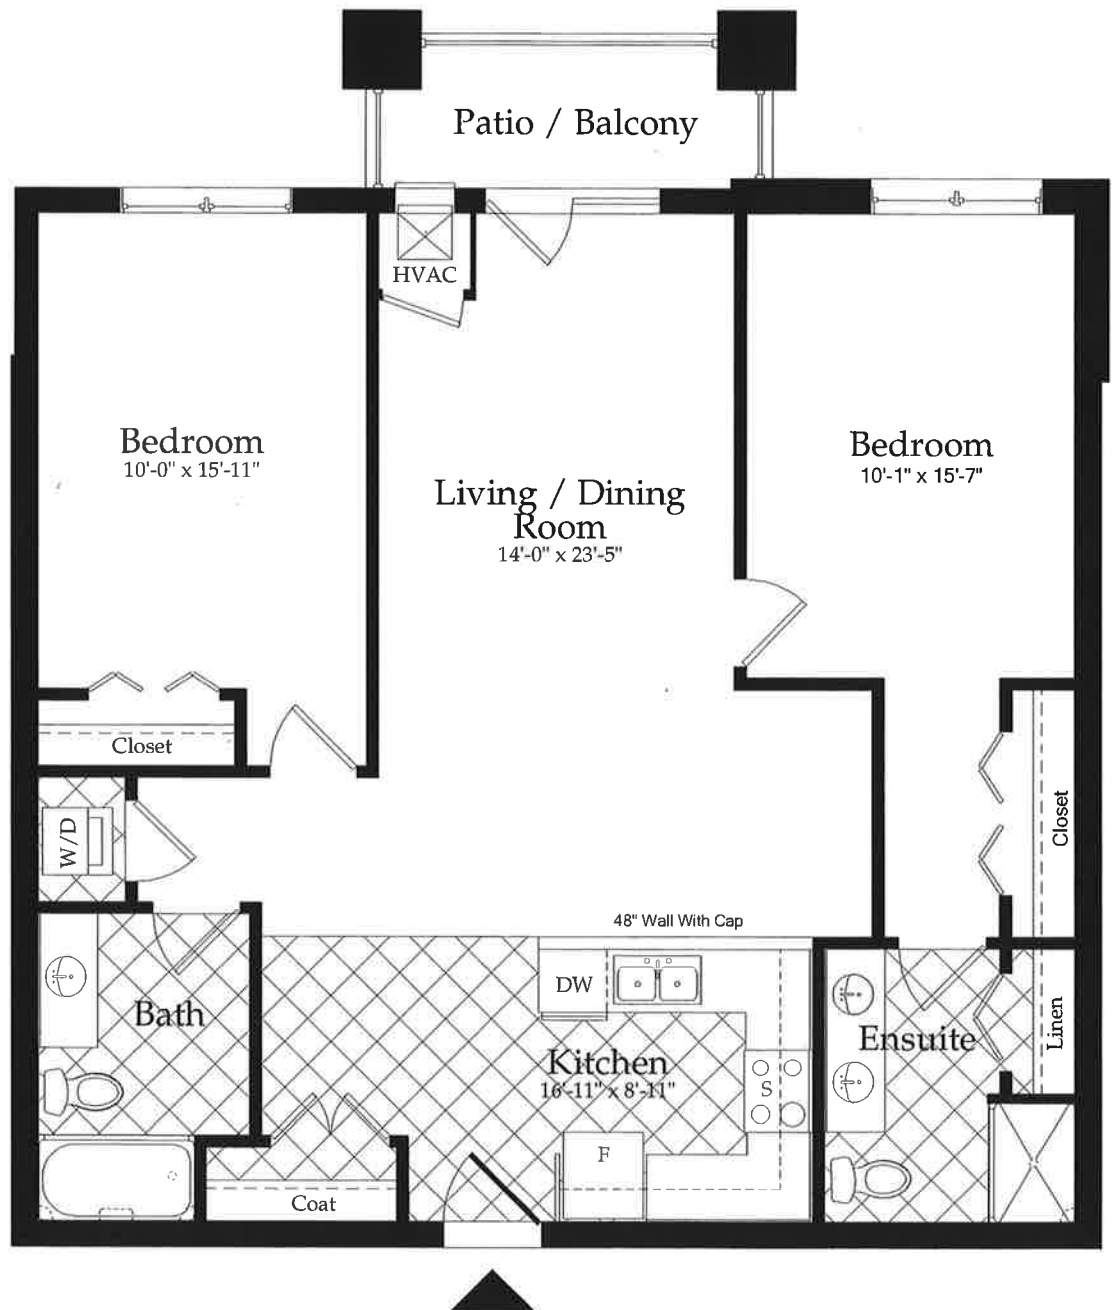 Patio / Balcony
HVAC
Bedroom
10'-0" x 15'-11"
Bedroom
10'-1" x 15'-7"
Living / Dining
Room
14'-0" x 23'-5"
Closet
W/D
Closet
48" Wall With Cap
DW
Bath
Kitchen
16'-11" x 8'-11"
S
Ensuite
Linen
F
Coat